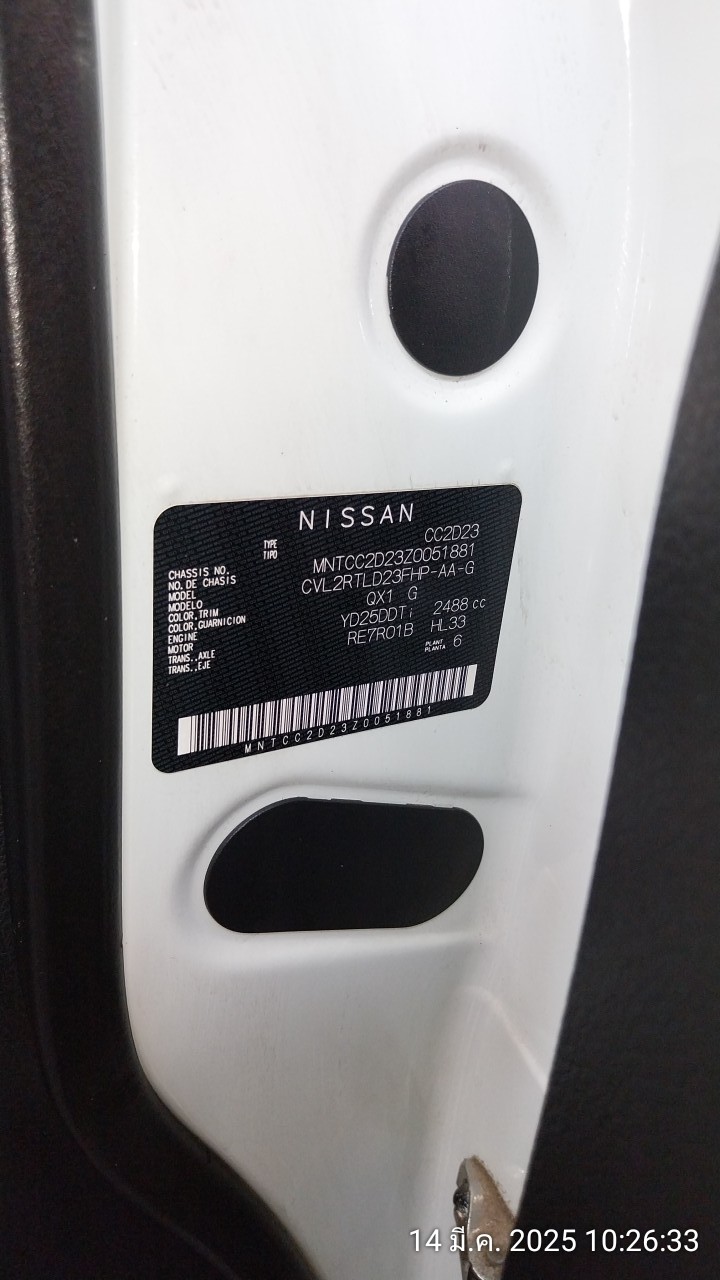 NISSAN
TYPE CC2D23
TIPO
CHASSIS NO. MNTCC2D23Z0051881
NO. DE CHASIS
MODEL CVL2RTLD23FHP-AA-G
MODELO
COLOR,TRIM QX1 G
COLOR,GUARNICION
ENGINE YD25DDTi 2488 cc
MOTOR
TRANS.,AXLE RE7R01B HL33
TRANS.,EJE
PLANT 6
PLANTA
MNTCC2D23Z0051881
14 มี.ค. 2025 10:26:33